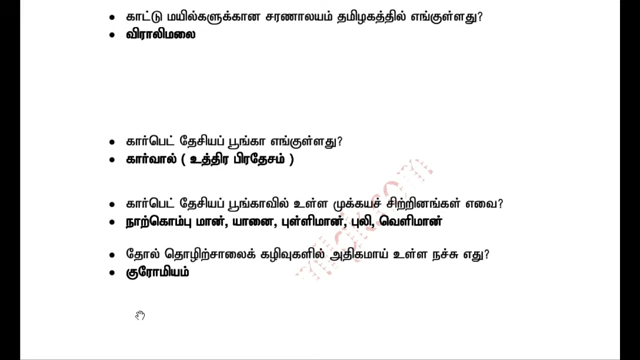 காட்டு மயில்களுக்கான சரணாலயம் தமிழகத்தில் எங்குள்ளது?
விராலிமலை
கார்பெட் தேசியப் பூங்கா எங்குள்ளது?
கார்வால் ( உத்திர பிரதேசம் )
கார்பெட் தேசியப் பூங்காவில் உள்ள முக்கயச் சிற்றினங்கள் எவை?
நாற்கொம்பு மான், யானை, புள்ளிமான், புலி, வெளிமான்
தோல் தொழிற்சாலைக் கழிவுகளில் அதிகமாய் உள்ள நச்சு எது?
குரோமியம்